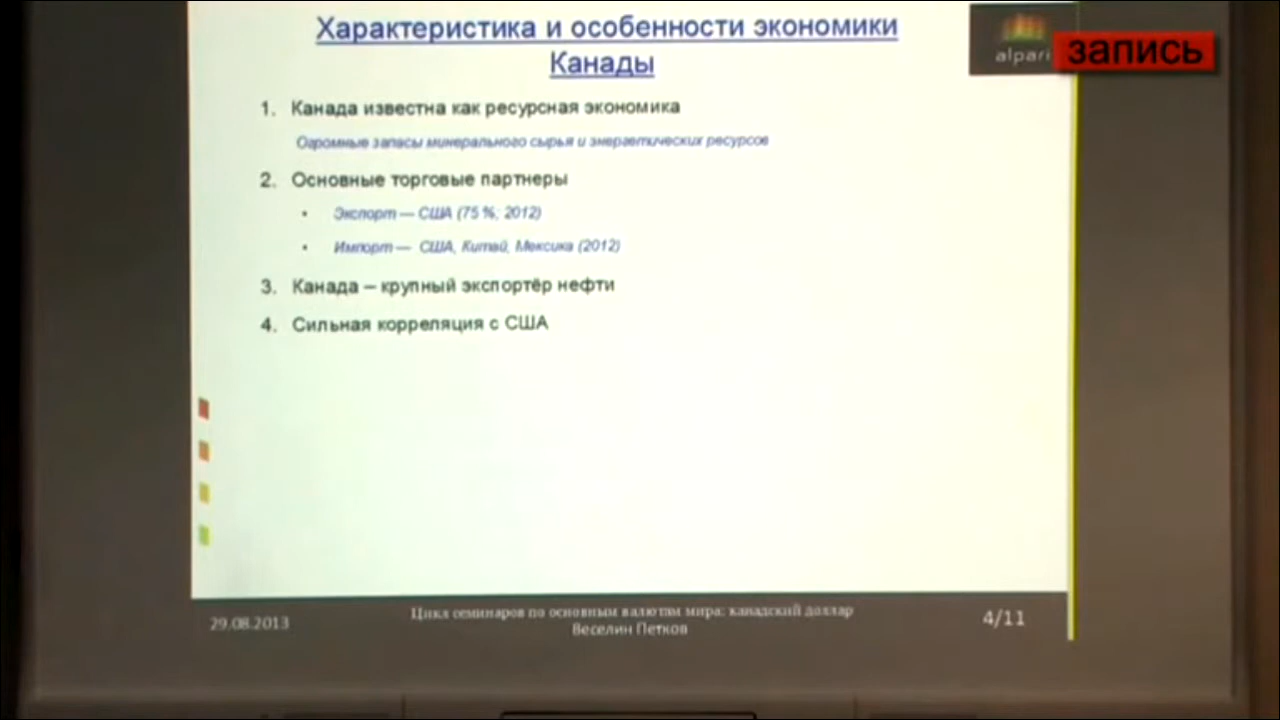 Характеристика и особенности экономики
Канады
alpari
запись
1. Канада известна как ресурсная экономика
Огромные запасы минерального сырья и энергетических ресурсов
2. Основные торговые партнеры
• Экспорт — США (75 %; 2012)
• Импорт — США, Китай, Мексика (2012)
3. Канада – крупный экспортёр нефти
4. Сильная корреляция с США
29.08.2013
Цикл семинаров по основным валютам мира: канадский доллар
Веселин Петков
4/11